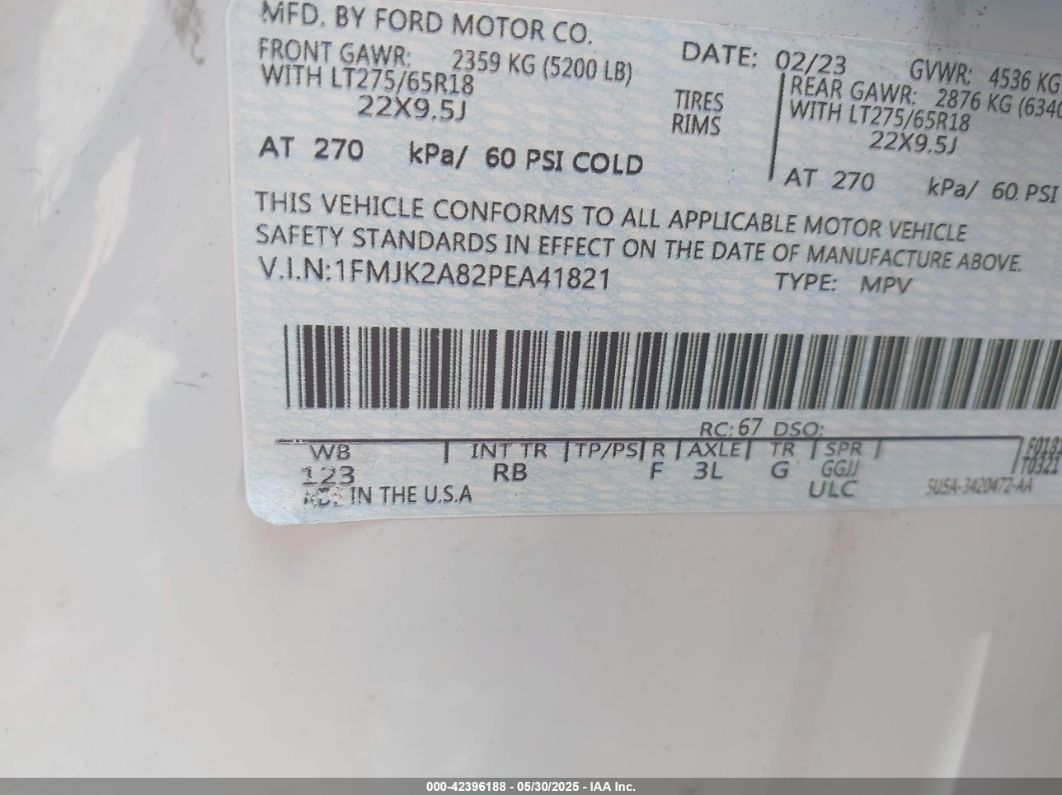 MFD. BY FORD MOTOR CO.
DATE: 02/23 GVWR: 4536 KG
FRONT GAWR: 2359 KG (5200 LB)
WITH LT275/65R18
22X9.5J
TIRES
RIMS
AT 270 kPa/ 60 PSI COLD
REAR GAWR: 2876 KG (6340
WITH LT275/65R18
22X9.5J
AT 270 kPa/ 60 PSI
THIS VEHICLE CONFORMS TO ALL APPLICABLE MOTOR VEHICLE
SAFETY STANDARDS IN EFFECT ON THE DATE OF MANUFACTURE ABOVE.
V.I.N:1FMJK2A82PEA41821 TYPE: MPV
RC: 67 DSO:
WB INT TR TP/PS R AXLE TR SPR
123 RB F 3L G GGJJ
IN THE U.S.A ULC
5U5A-3420472-AA
000-42396188 - 05/30/2025 - IAA Inc.